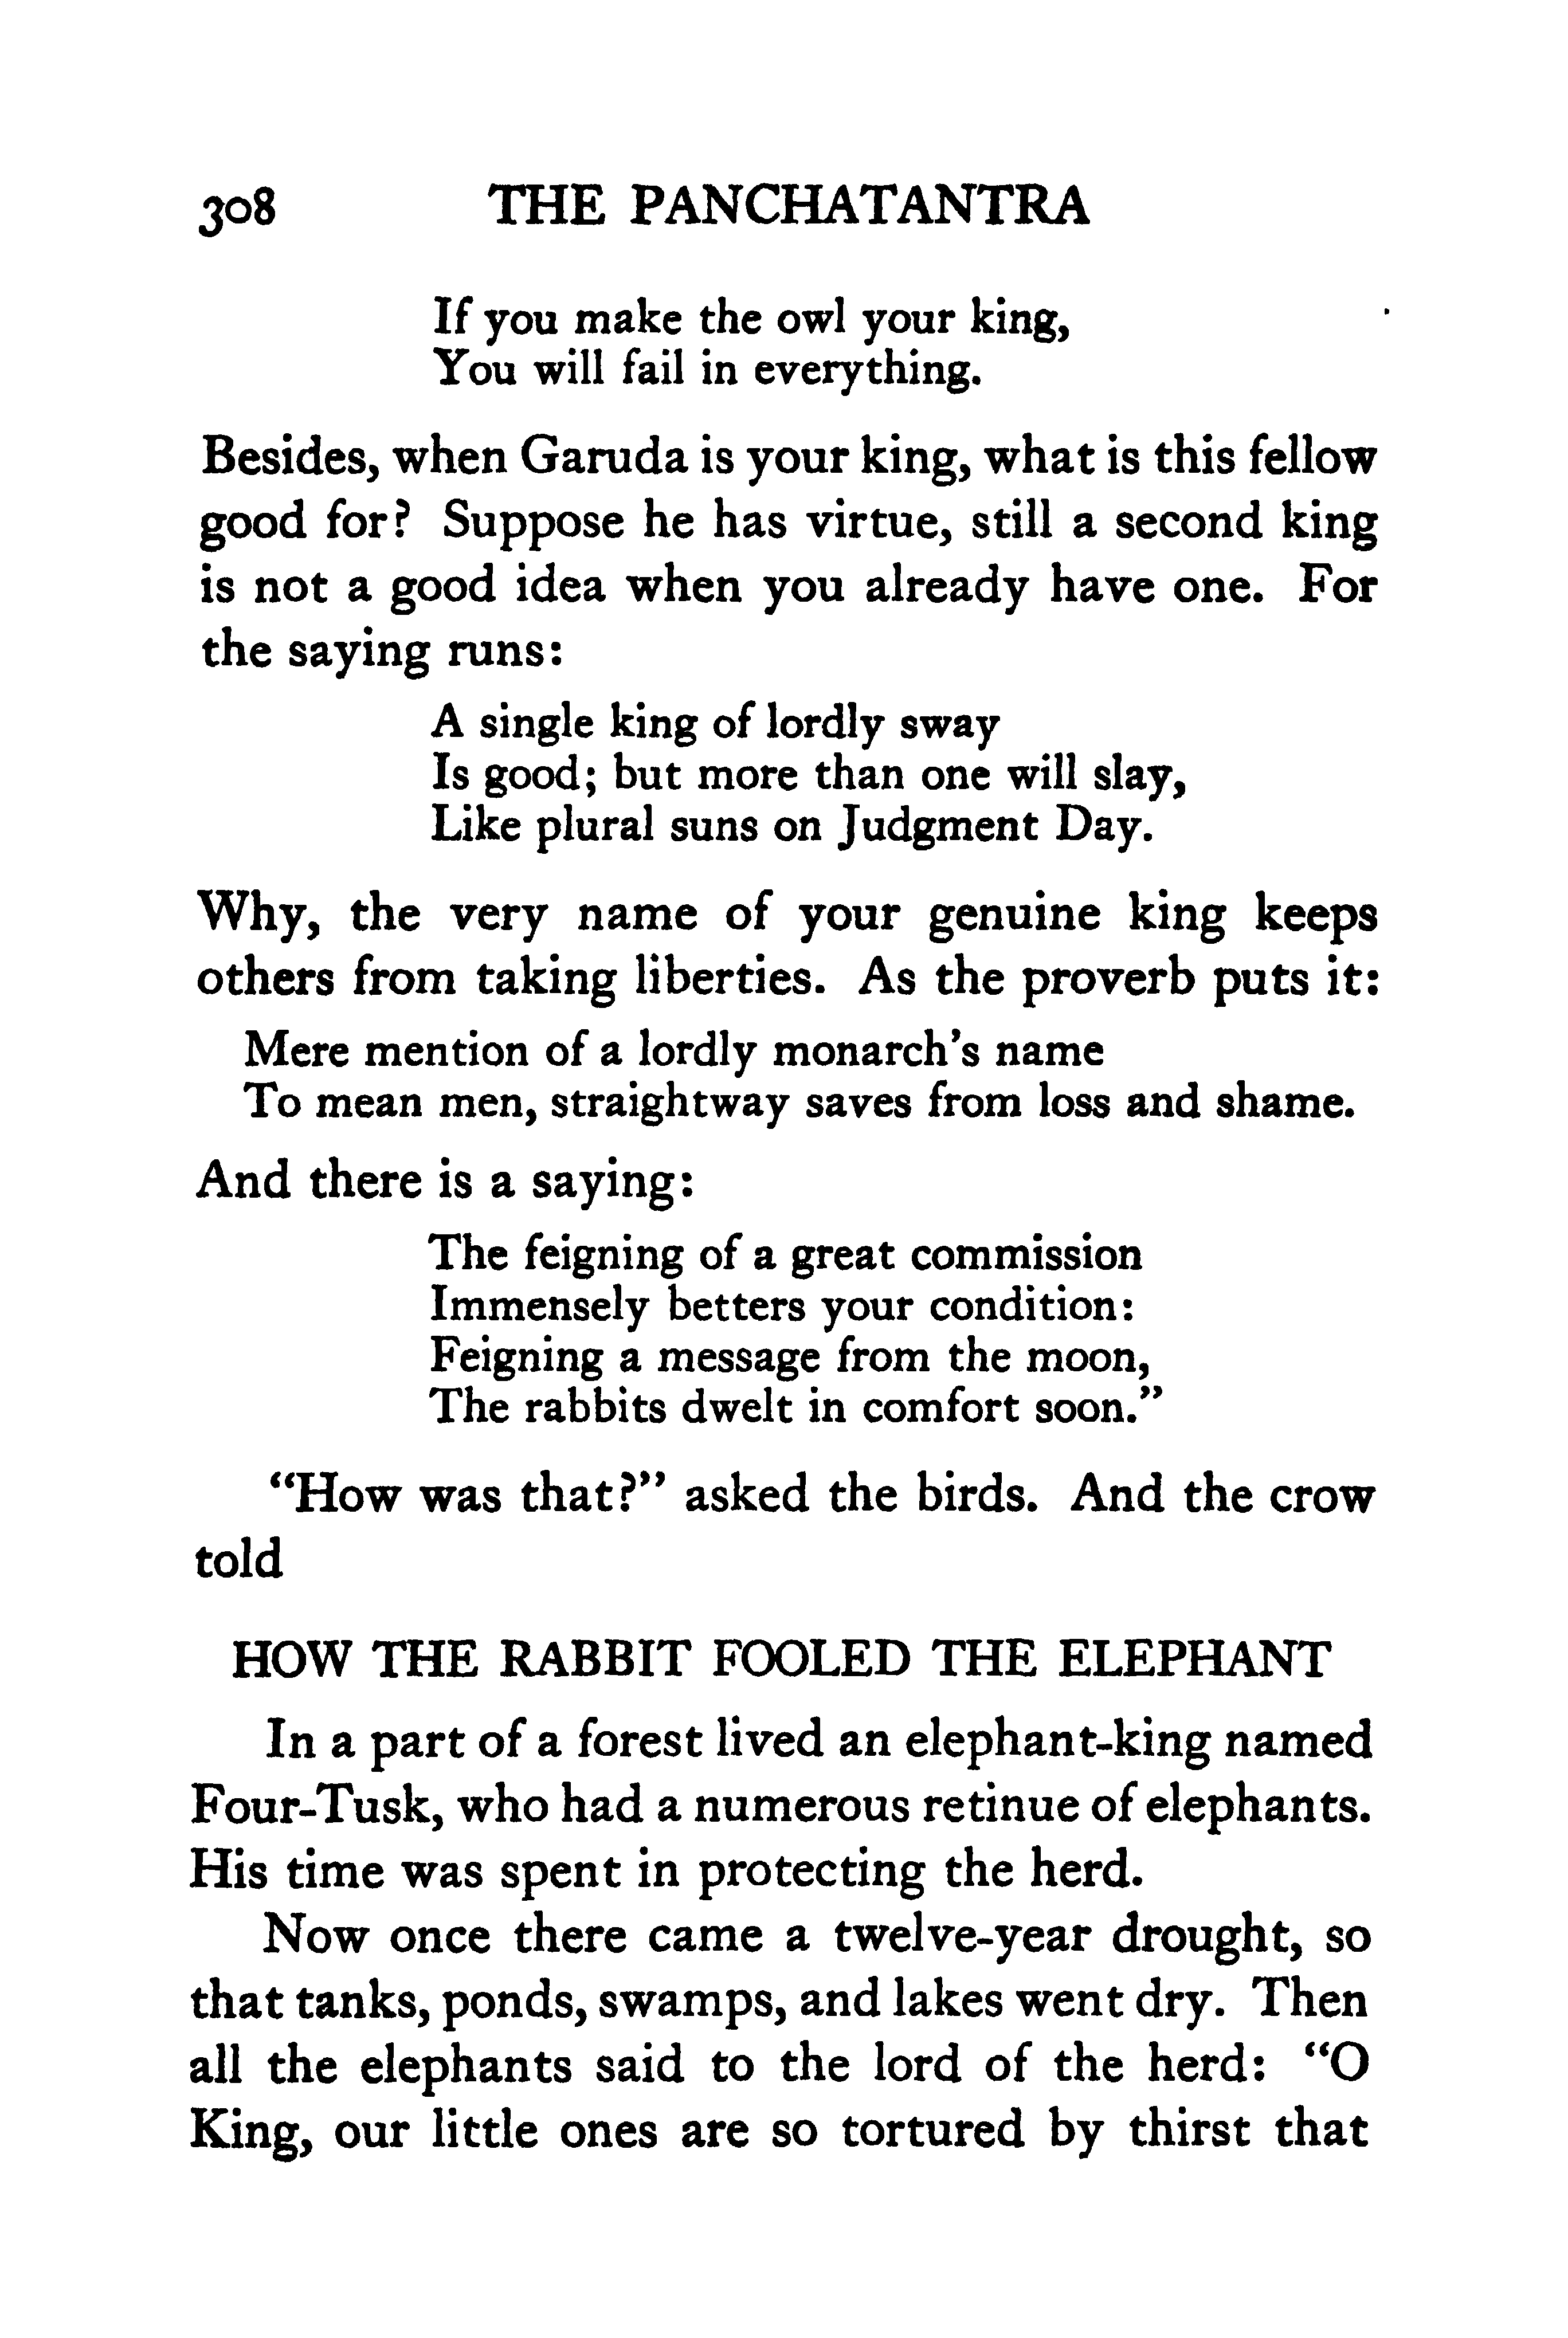 308 THE PANCHATANTRA
If you make the owl your king,
You will fail in everything.
Besides, when Garuda is your king, what is this fellow
good for? Suppose he has virtue, still a second king
is not a good idea when you already have one. For
the saying runs:
A single king of lordly sway
Is good; but more than one will slay,
Like plural suns on Judgment Day.
Why, the very name of your genuine king keeps
others from taking liberties. As the proverb puts it:
Mere mention of a lordly monarch's name
To mean men, straightway saves from loss and shame.
And there is a saying:
The feigning of a great commission
Immensely betters your condition:
Feigning a message from the moon,
The rabbits dwelt in comfort soon."
"How was that?" asked the birds. And the crow
told
HOW THE RABBIT FOOLED THE ELEPHANT
In a part of a forest lived an elephant-king named
Four-Tusk, who had a numerous retinue of elephants.
His time was spent in protecting the herd.
Now once there came a twelve-year drought, so
that tanks, ponds, swamps, and lakes went dry. Then
all the elephants said to the lord of the herd: "O
King, our little ones are so tortured by thirst that